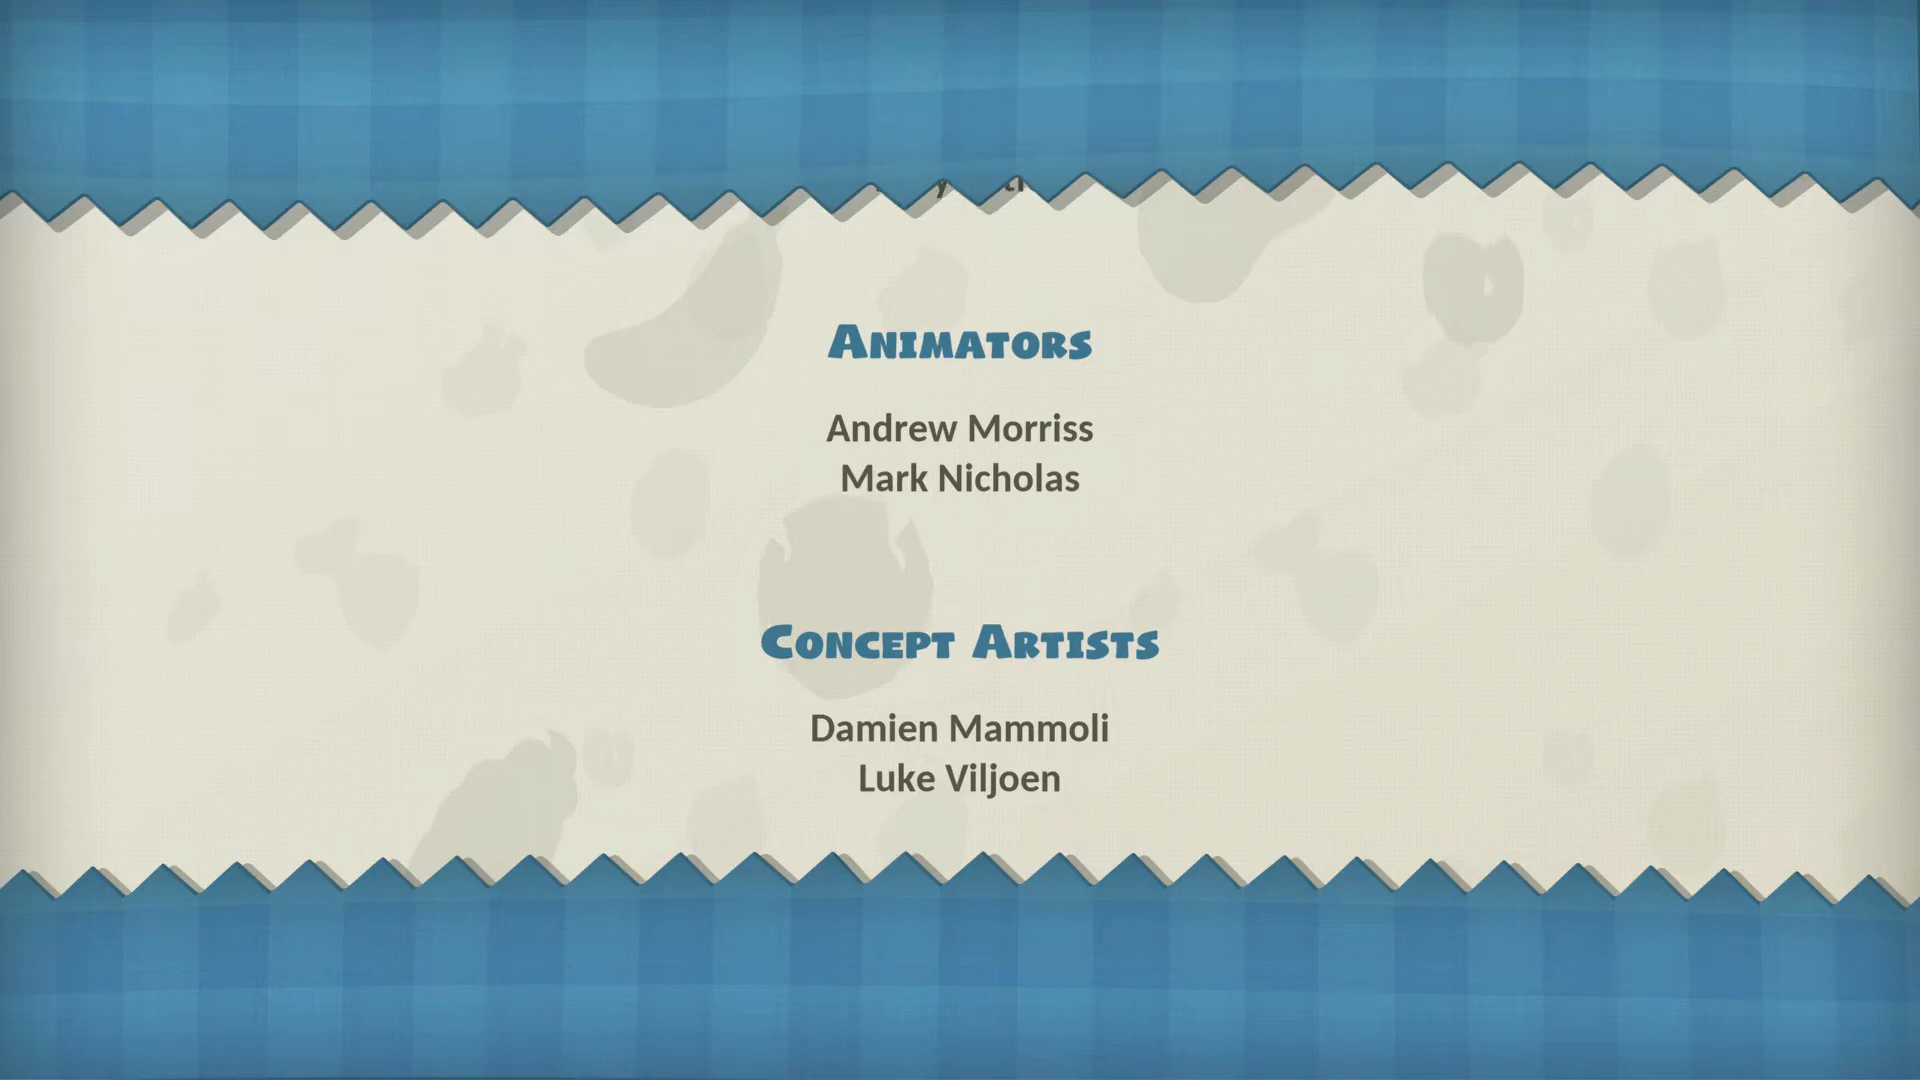 Animators
Andrew Morriss
Mark Nicholas
Concept Artists
Damien Mammoli
Luke Viljoen